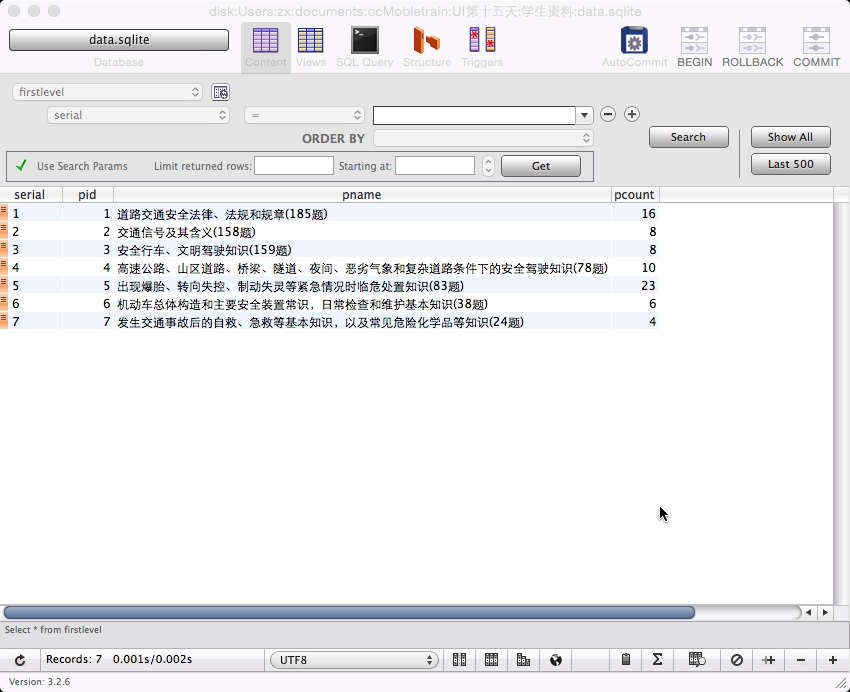 disk:Users:zx:documents:ocMobletrain:UI第十五天:学生资料:data.sqlite
data.sqlite
Database
Content Views SQL Query Structure Triggers
AutoCommit BEGIN ROLLBACK COMMIT
firstlevel
serial =
ORDER BY
Search Show All
Use Search Params Limit returned rows: Starting at: Get Last 500
serial pid pname pcount
1 1 道路交通安全法律、法规和规章(185题) 16
2 2 交通信号及其含义(158题) 8
3 3 安全行车、文明驾驶知识(159题) 8
4 4 高速公路、山区道路、桥梁、隧道、夜间、恶劣气象和复杂道路条件下的安全驾驶知识(78题) 10
5 5 出现爆胎、转向失控、制动失灵等紧急情况时临危处置知识(83题) 23
6 6 机动车总体构造和主要安全装置常识，日常检查和维护基本知识(38题) 6
7 7 发生交通事故后的自救、急救等基本知识，以及常见危险化学品等知识(24题) 4
Select * from firstlevel
Records: 7 0.001s/0.002s UTF8
Version: 3.2.6